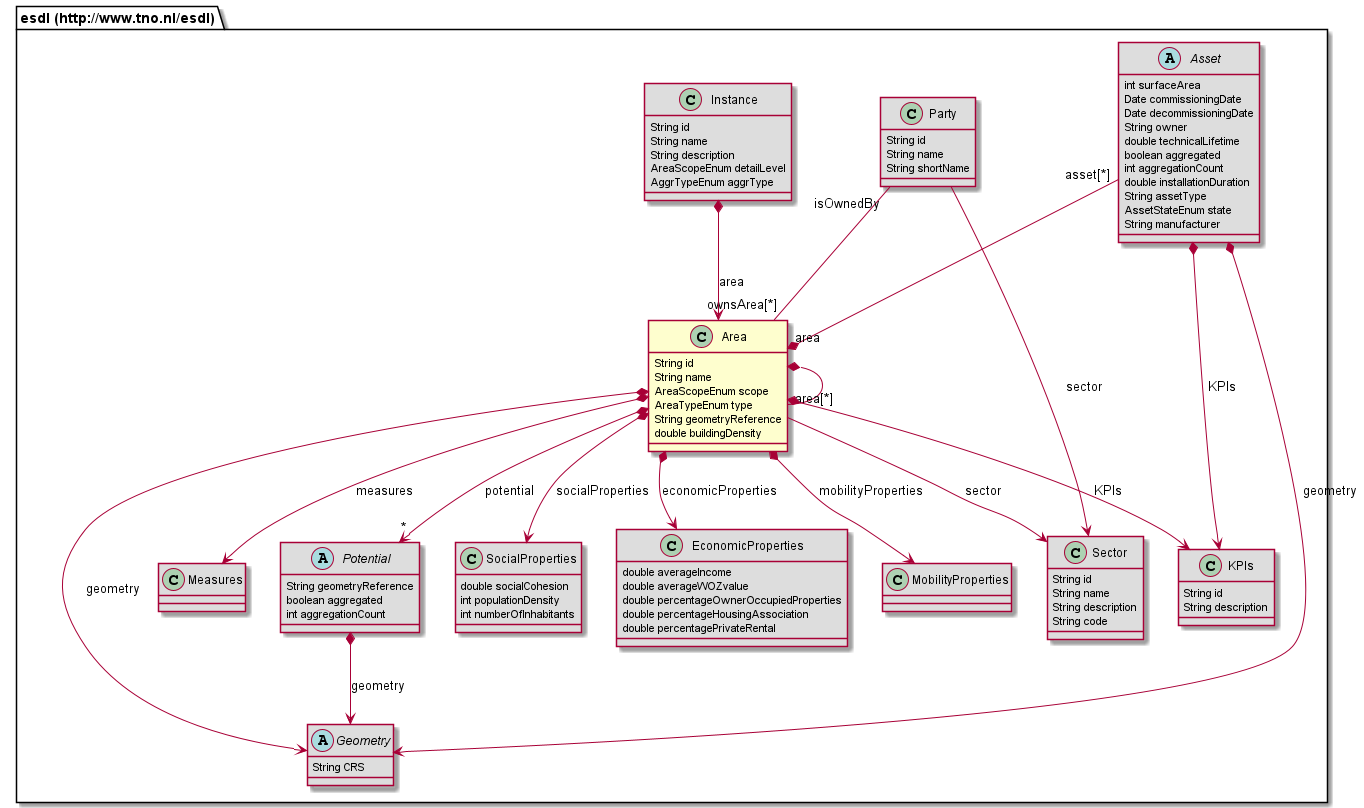 esdl (http://www.tno.nl/esdl)
A Asset
int surfaceArea
Date commissioningDate
Date decommissioningDate
String owner
double technicalLifetime
boolean aggregated
int aggregationCount
double installationDuration
String assetType
AssetStateEnum state
String manufacturer
C Instance
String id
String name
String description
AreaScopeEnum detailLevel
AggrTypeEnum aggrType
C Party
String id
String name
String shortName
asset[*]
isOwnedBy
area
ownsArea[*]
C Area
String id
String name
AreaScopeEnum scope
AreaTypeEnum type
String geometryReference
double buildingDensity
area
area[*]
sector
KPIs
measures
potential
socialProperties
economicProperties
mobilityProperties
sector
KPIs
geometry
*
geometry
C Measures
A Potential
String geometryReference
boolean aggregated
int aggregationCount
C SocialProperties
double socialCohesion
int populationDensity
int numberOfInhabitants
C EconomicProperties
double averageIncome
double averageWOZvalue
double percentageOwnerOccupiedProperties
double percentageHousingAssociation
double percentagePrivateRental
C MobilityProperties
C Sector
String id
String name
String description
String code
C KPIs
String id
String description
geometry
A Geometry
String CRS